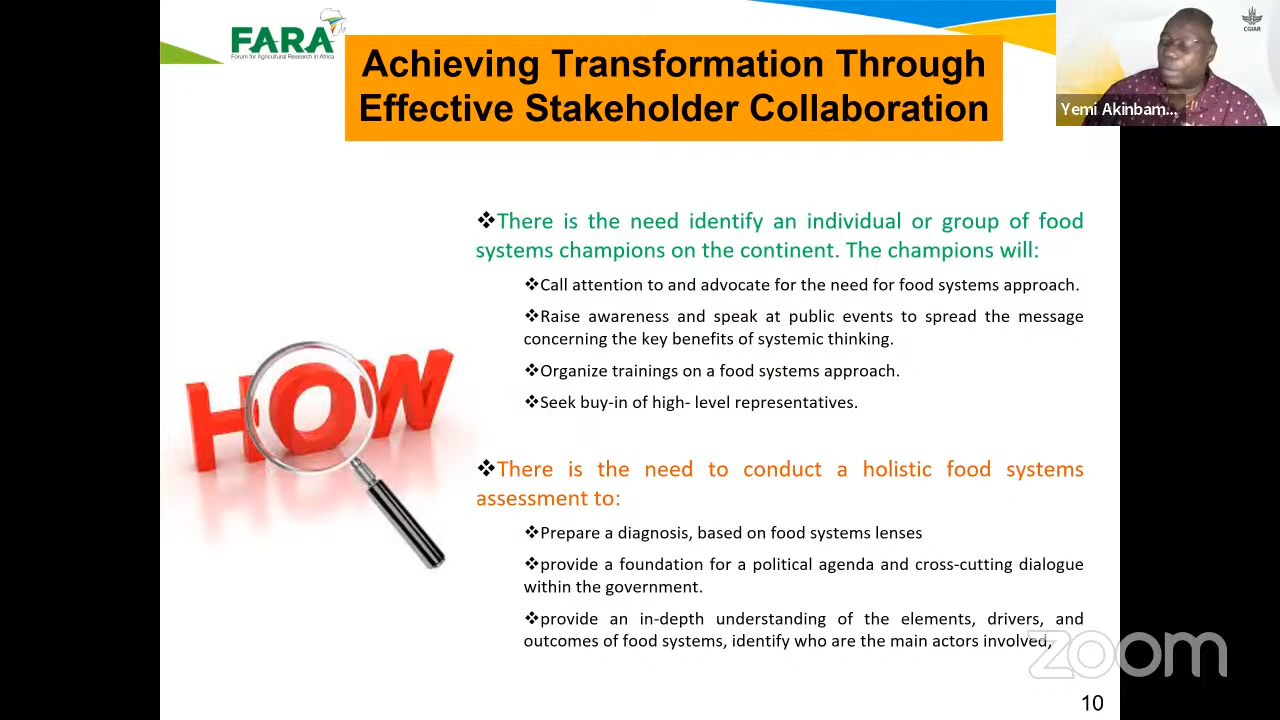 FARA
Forum for Agricultural Research in Africa
Achieving Transformation Through
Effective Stakeholder Collaboration
CGIAR
Yemi Akinbam...
❖There is the need identify an individual or group of food
systems champions on the continent. The champions will:
❖Call attention to and advocate for the need for food systems approach.
❖Raise awareness and speak at public events to spread the message
concerning the key benefits of systemic thinking.
❖Organize trainings on a food systems approach.
❖Seek buy-in of high- level representatives.
HOW
❖There is the need to conduct a holistic food systems
assessment to:
❖Prepare a diagnosis, based on food systems lenses
❖provide a foundation for a political agenda and cross-cutting dialogue
within the government.
❖provide an in-depth understanding of the elements, drivers, and
outcomes of food systems, identify who are the main actors involved,
zoom
10